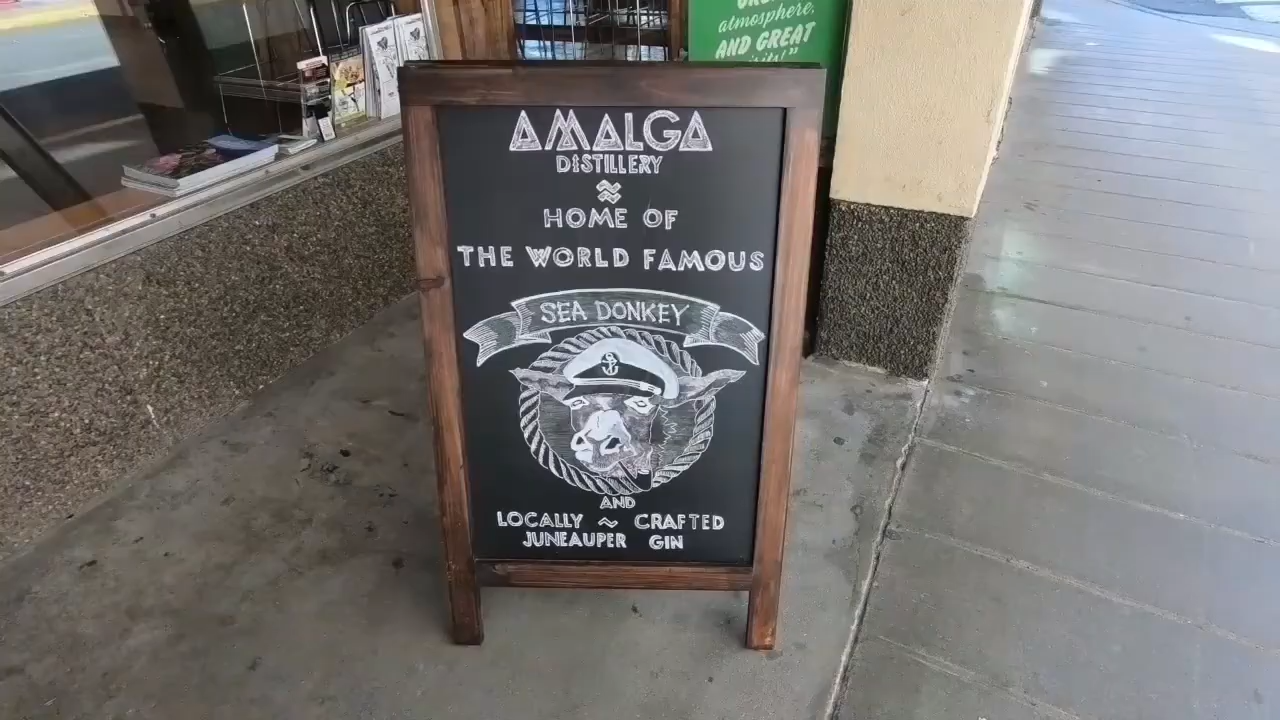 atmosphere.
AND GREAT
AMALGA
DISTILLERY
HOME OF
THE WORLD FAMOUS
SEA DONKEY
AND
LOCALLY ~ CRAFTED
JUNEAUPER GIN